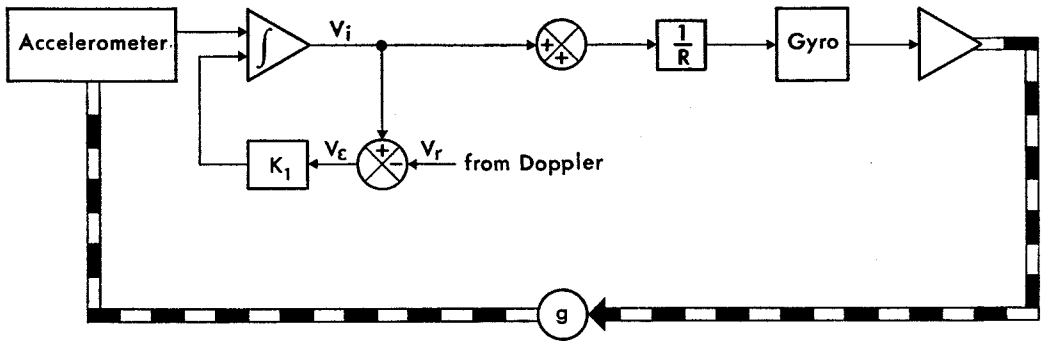 Accelerometer
∫
Vi
+
+
1
R
Gyro
K1
Vε
+
−
Vr
from Doppler
g